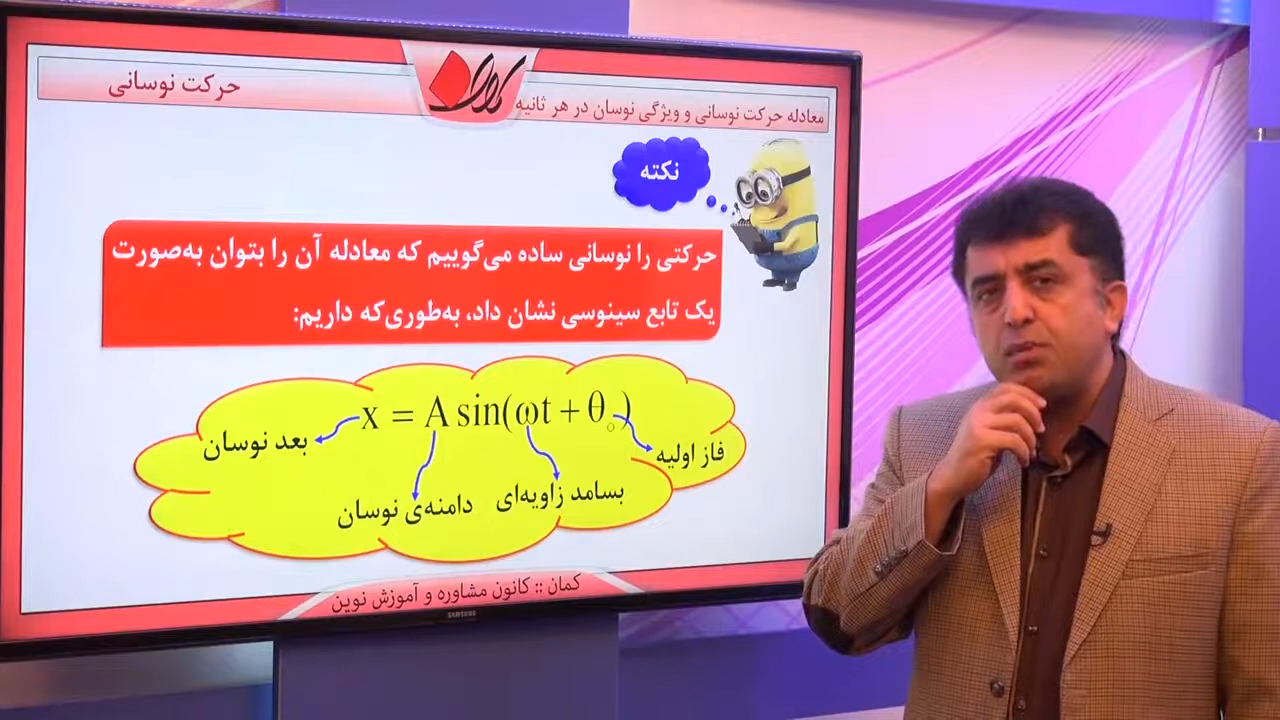 معادله حرکت نوسانی و ویژگی نوسان در هر ثانیه
حرکت نوسانی
کمان
نکته
حرکتی را نوسانی ساده می‌گوییم که معادله آن را بتوان به‌صورت
یک تابع سینوسی نشان داد، به‌طوری‌که داریم:
x = A sin(ωt + θ₀)
فاز اولیه
بعد نوسان
بسامد زاویه‌ای
دامنه‌ی نوسان
کمان :: کانون مشاوره و آموزش نوین
SAMSUNG